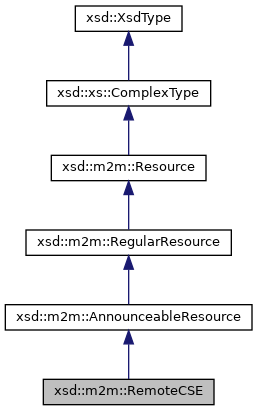 xsd::XsdType
xsd::xs::ComplexType
xsd::m2m::Resource
xsd::m2m::RegularResource
xsd::m2m::AnnounceableResource
xsd::m2m::RemoteCSE